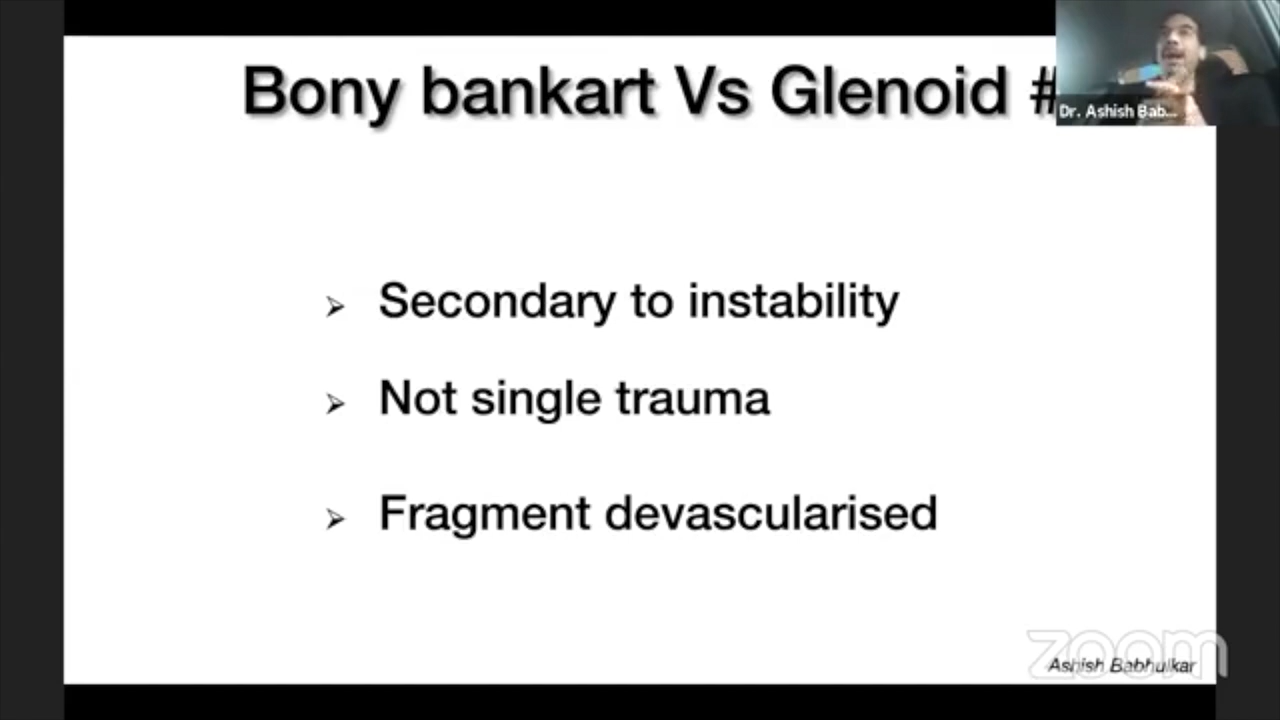 Bony bankart Vs Glenoid #
Dr. Ashish Bab...
➢ Secondary to instability
➢ Not single trauma
➢ Fragment devascularised
zoom
Ashish Babhulkar